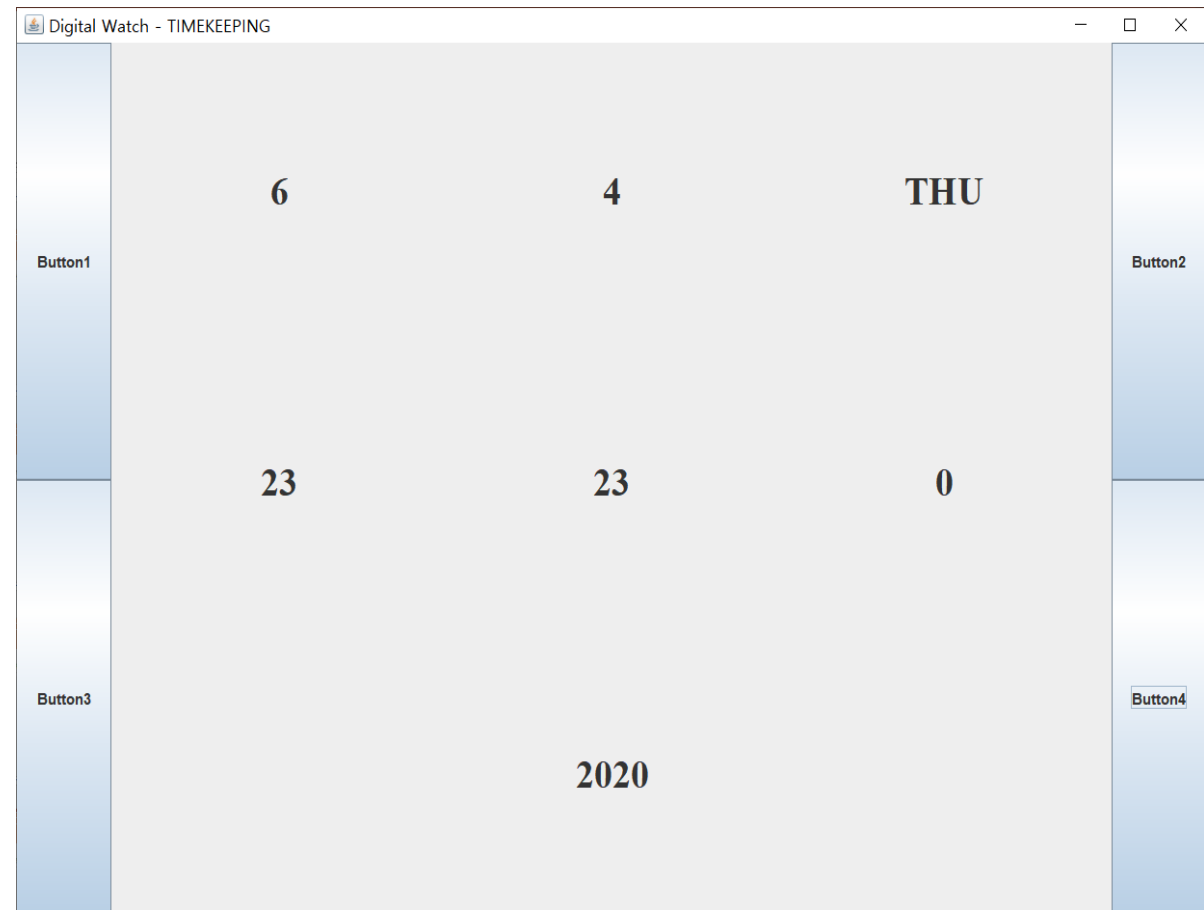 Digital Watch - TIMEKEEPING
6 4 THU
Button1 Button2
23 23 0
Button3 Button4
2020